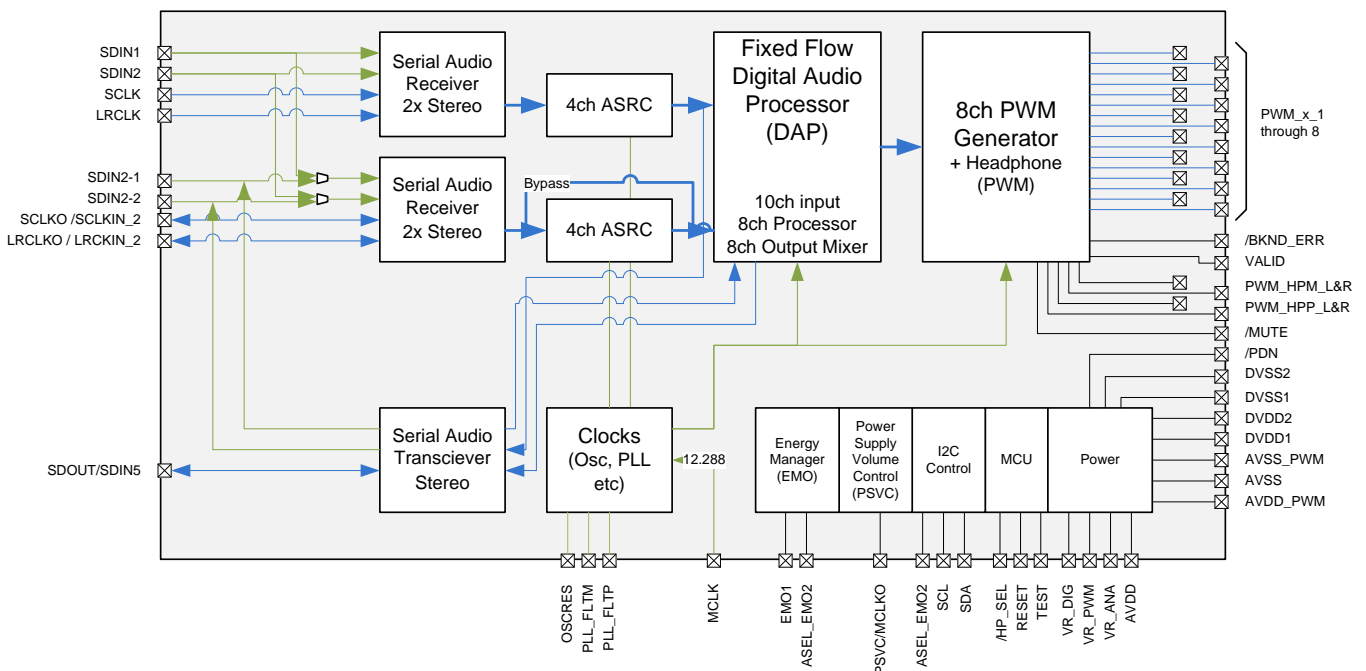 SDIN1
SDIN2
SCLK
LRCLK
SDIN2-1
SDIN2-2
SCLKO /SCLKIN_2
LRCLKO / LRCKIN_2
SDOUT/SDIN5
Serial Audio
Receiver
2x Stereo
4ch ASRC
Serial Audio
Receiver
2x Stereo
Bypass
4ch ASRC
Fixed Flow
Digital Audio
Processor
(DAP)
10ch input
8ch Processor
8ch Output Mixer
8ch PWM
Generator
+ Headphone
(PWM)
PWM_x_1
through 8
/BKND_ERR
VALID
PWM_HPM_L&R
PWM_HPP_L&R
/MUTE
/PDN
DVSS2
DVSS1
DVDD2
DVDD1
AVSS_PWM
AVSS
AVDD_PWM
Serial Audio
Transciever
Stereo
Clocks
(Osc, PLL
etc)
12.288
Energy
Manager
(EMO)
Power
Supply
Volume
Control
(PSVC)
I2C
Control
MCU
Power
OSCRES
PLL_FLTM
PLL_FLTP
MCLK
EMO1
ASEL_EMO2
PSVC/MCLKO
ASEL_EMO2
SCL
SDA
/HP_SEL
RESET
TEST
VR_DIG
VR_PWM
VR_ANA
AVDD